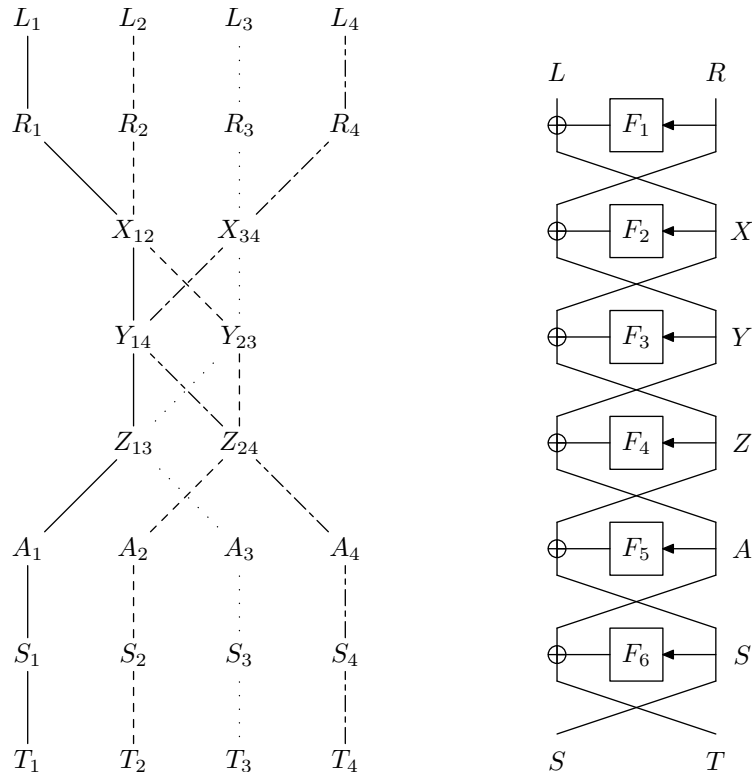 L₁ L₂ L₃ L₄
R₁ R₂ R₃ R₄
X₁₂ X₃₄
Y₁₄ Y₂₃
Z₁₃ Z₂₄
A₁ A₂ A₃ A₄
S₁ S₂ S₃ S₄
T₁ T₂ T₃ T₄
L R
F₁
F₂ X
F₃ Y
F₄ Z
F₅ A
F₆ S
S T